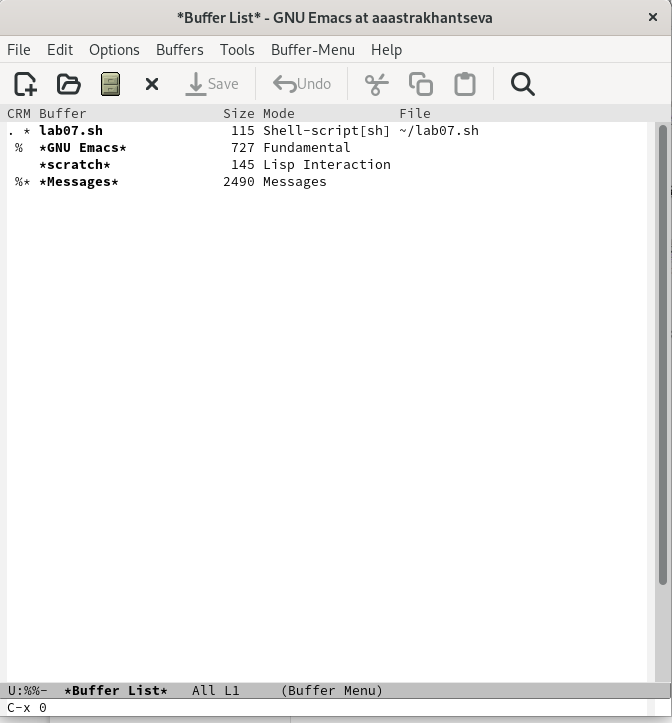 *Buffer List* - GNU Emacs at aaastrakhantseva
File Edit Options Buffers Tools Buffer-Menu Help
Save Undo
CRM Buffer Size Mode File
. * lab07.sh 115 Shell-script[sh] ~/lab07.sh
% *GNU Emacs* 727 Fundamental
*scratch* 145 Lisp Interaction
%* *Messages* 2490 Messages
U:%%- *Buffer List* All L1 (Buffer Menu)
C-x 0